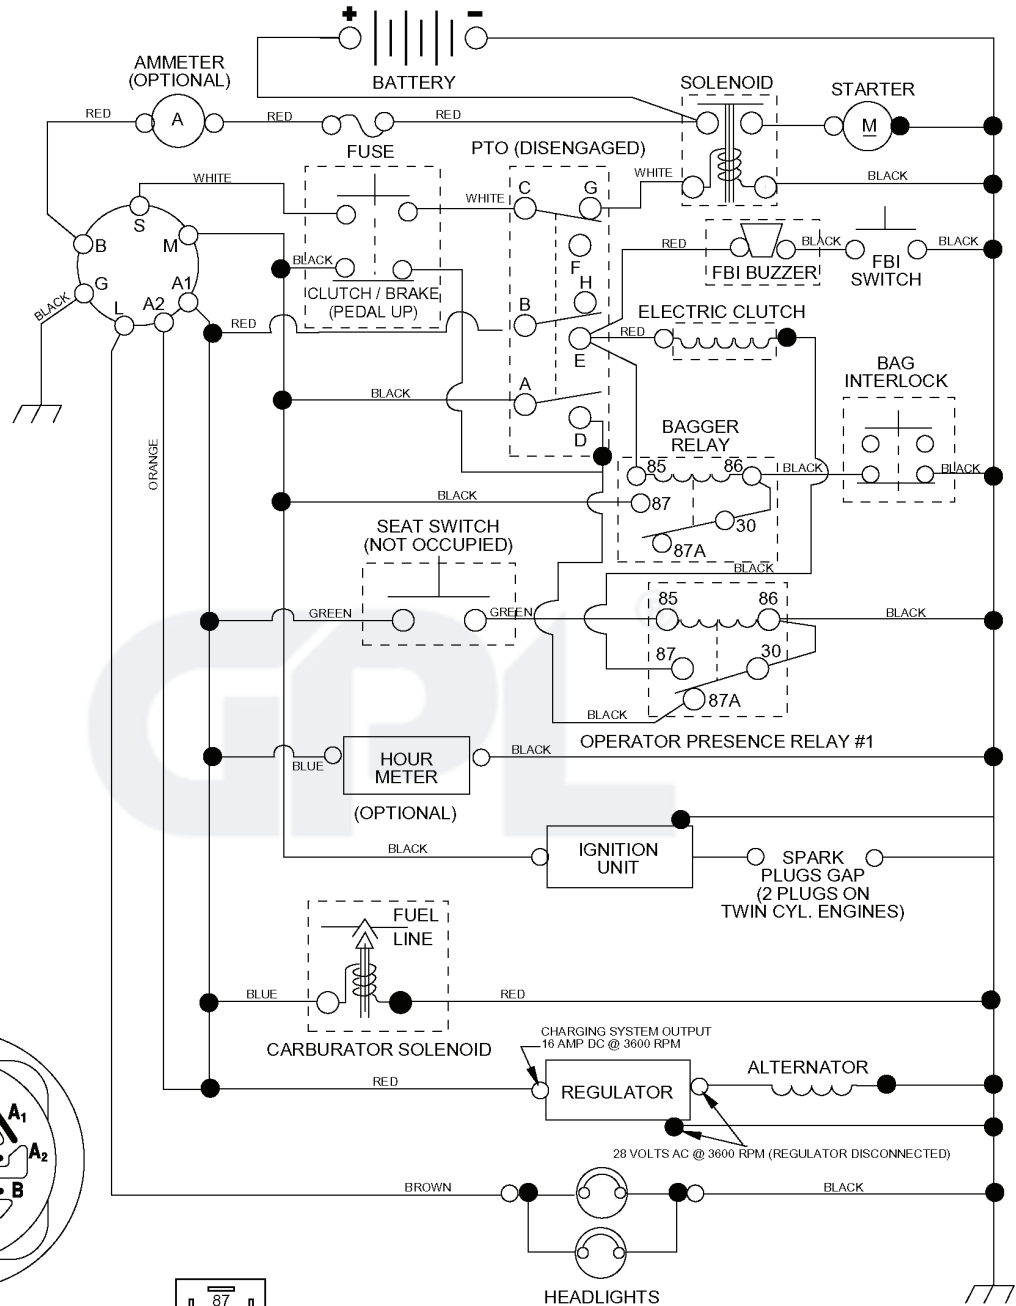 + -
BATTERY
AMMETER
(OPTIONAL)
SOLENOID
STARTER
RED
A
RED
RED
M
FUSE
PTO (DISENGAGED)
WHITE
WHITE
WHITE
BLACK
C
G
S
M
B
F
RED
BLACK
BLACK
FBI BUZZER
FBI
SWITCH
BLACK
CLUTCH / BRAKE
(PEDAL UP)
G
A1
A2
L
BLACK
H
B
RED
E
RED
ELECTRIC CLUTCH
BAG
INTERLOCK
A
BLACK
D
BAGGER
RELAY
ORANGE
85
86
BLACK
BLACK
BLACK
87
30
87A
SEAT SWITCH
(NOT OCCUPIED)
BLACK
GREEN
GREEN
85
86
BLACK
87
30
87A
BLACK
OPERATOR PRESENCE RELAY #1
BLUE
HOUR
METER
BLACK
(OPTIONAL)
GPL
®
BLACK
IGNITION
UNIT
SPARK
PLUGS GAP
(2 PLUGS ON
TWIN CYL. ENGINES)
FUEL
LINE
BLUE
RED
CARBURATOR SOLENOID
CHARGING SYSTEM OUTPUT
16 AMP DC @ 3600 RPM
RED
REGULATOR
ALTERNATOR
28 VOLTS AC @ 3600 RPM (REGULATOR DISCONNECTED)
A1
A2
B
BROWN
BLACK
HEADLIGHTS
87